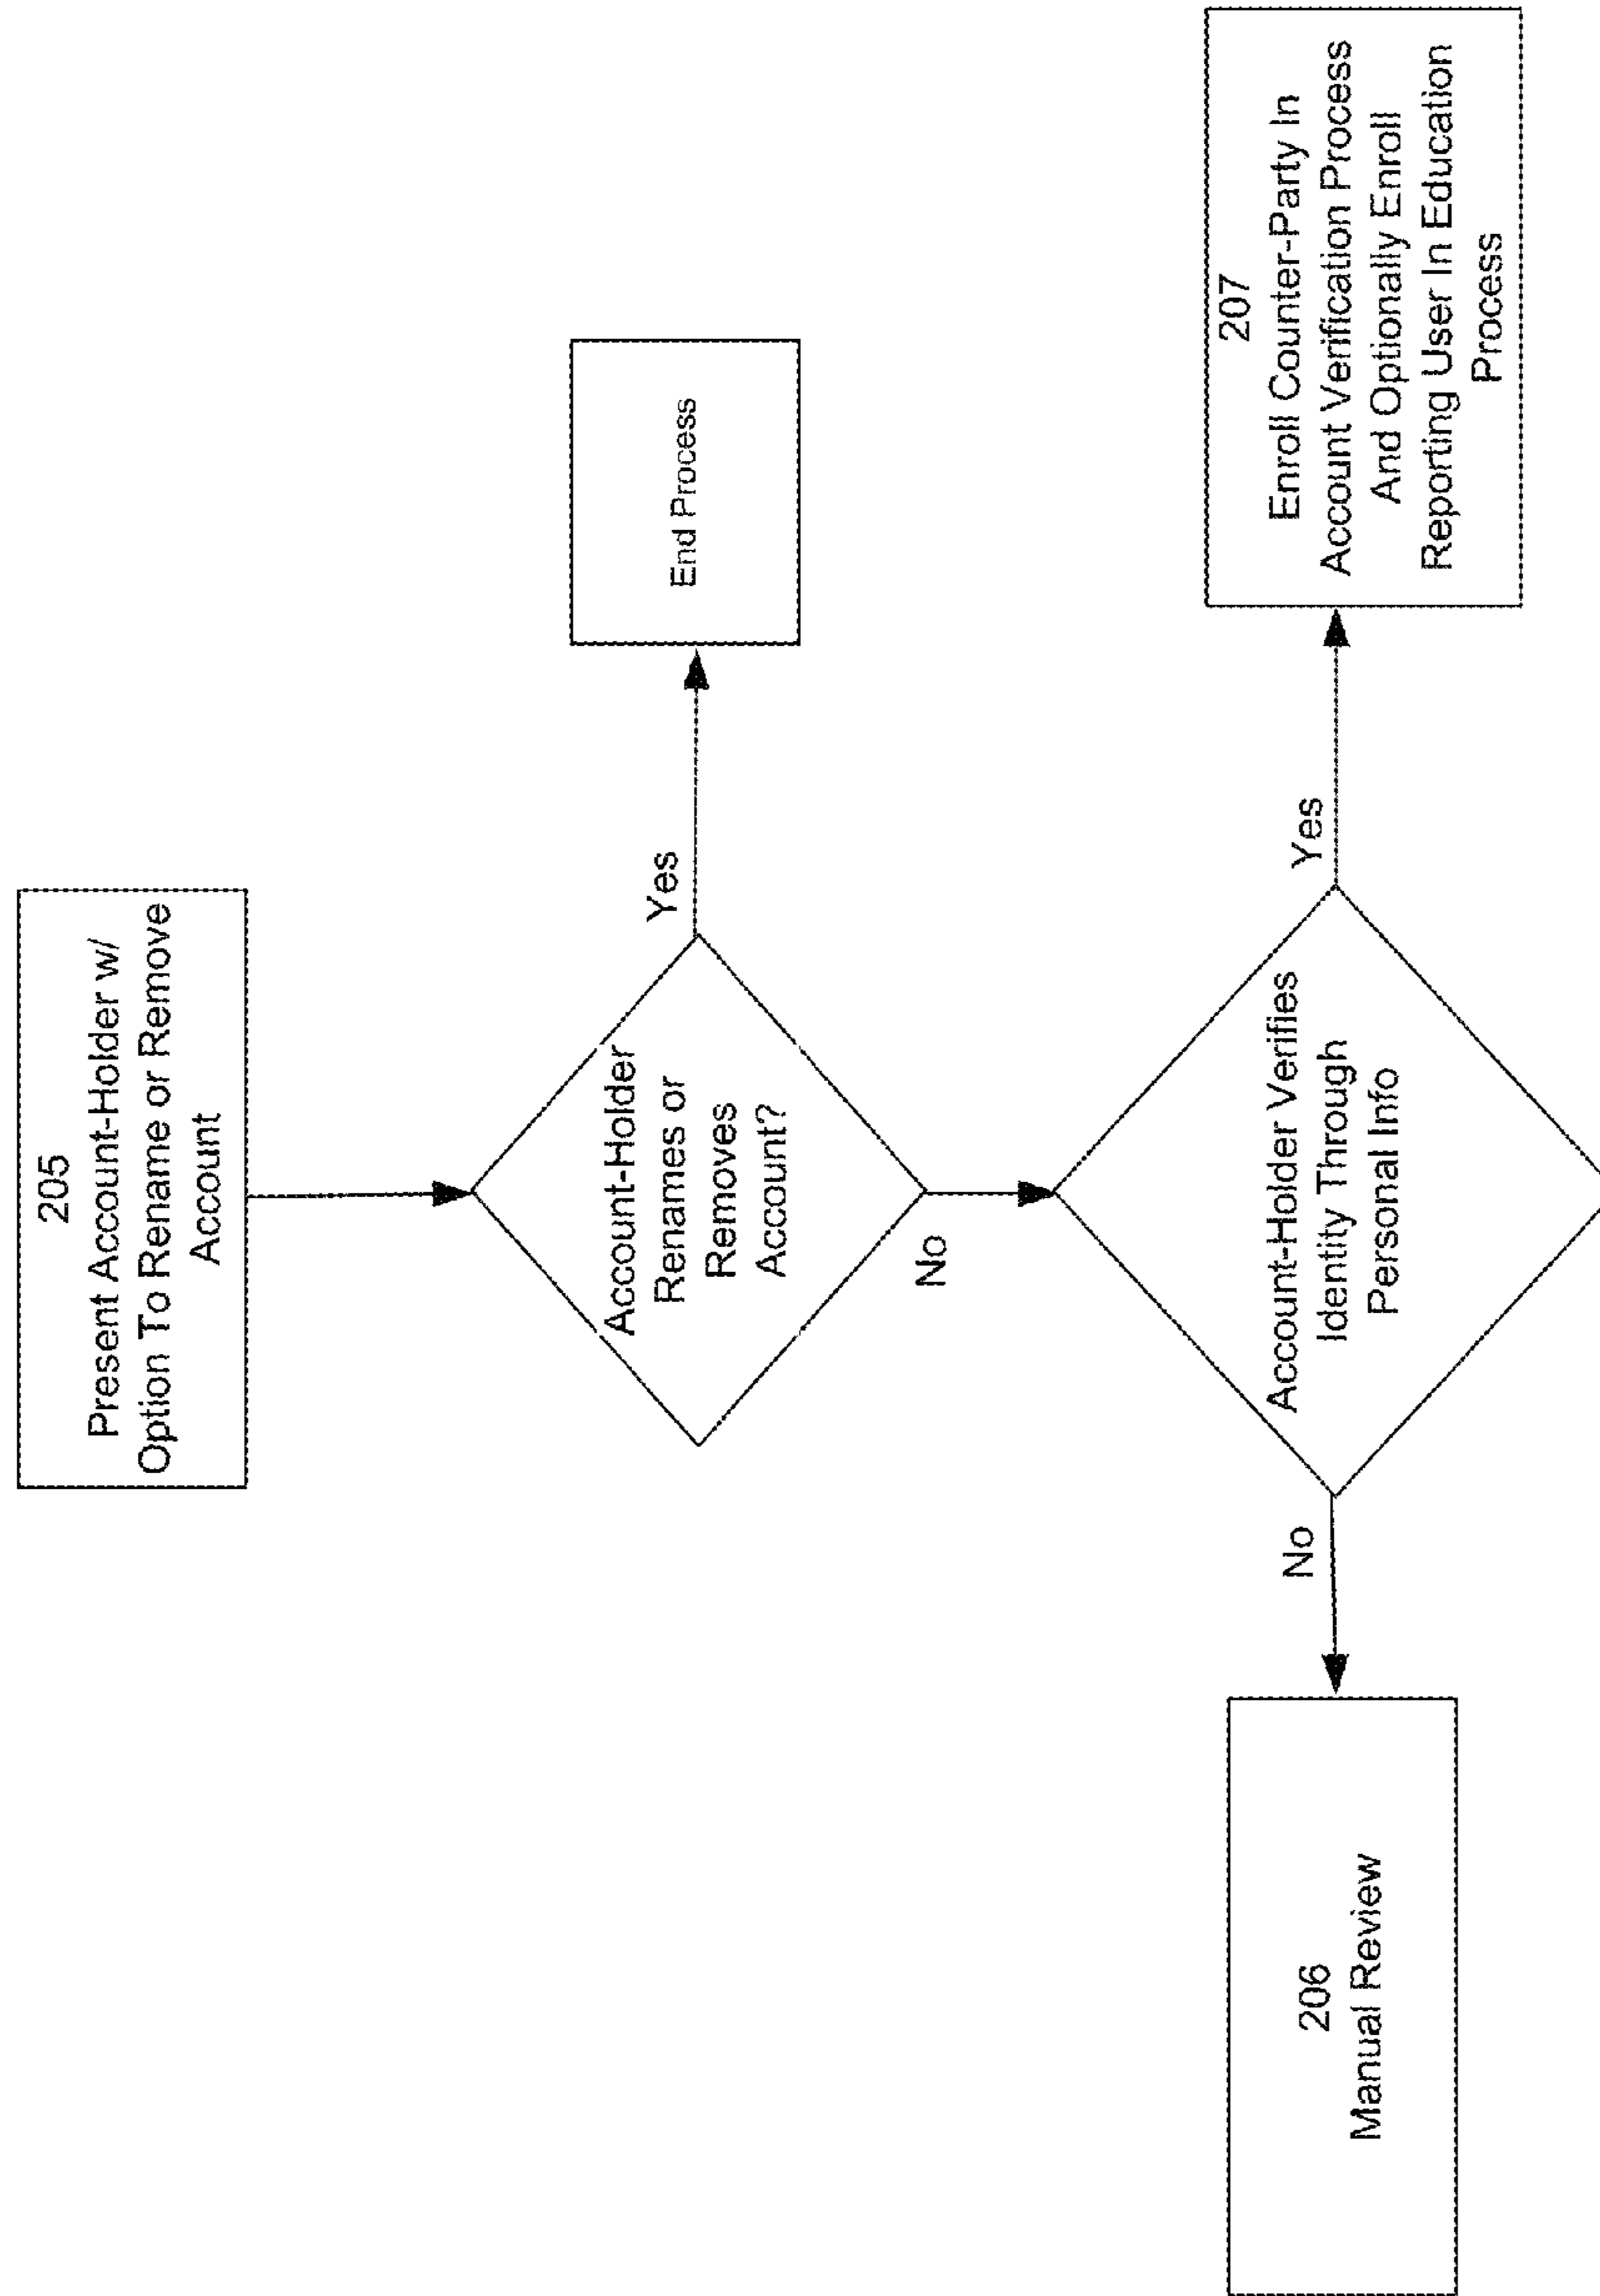 205
Present Account-Holder w/
Option To Rename or Remove
Account
Account-Holder
Renames or
Removes
Account?
Yes
End Process
No
Account-Holder Verifies
Identity Through
Personal Info
No
Yes
206
Manual Review
207
Enroll Counter-Party In
Account Verification Process
And Optionally Enroll
Reporting User In Education
Process